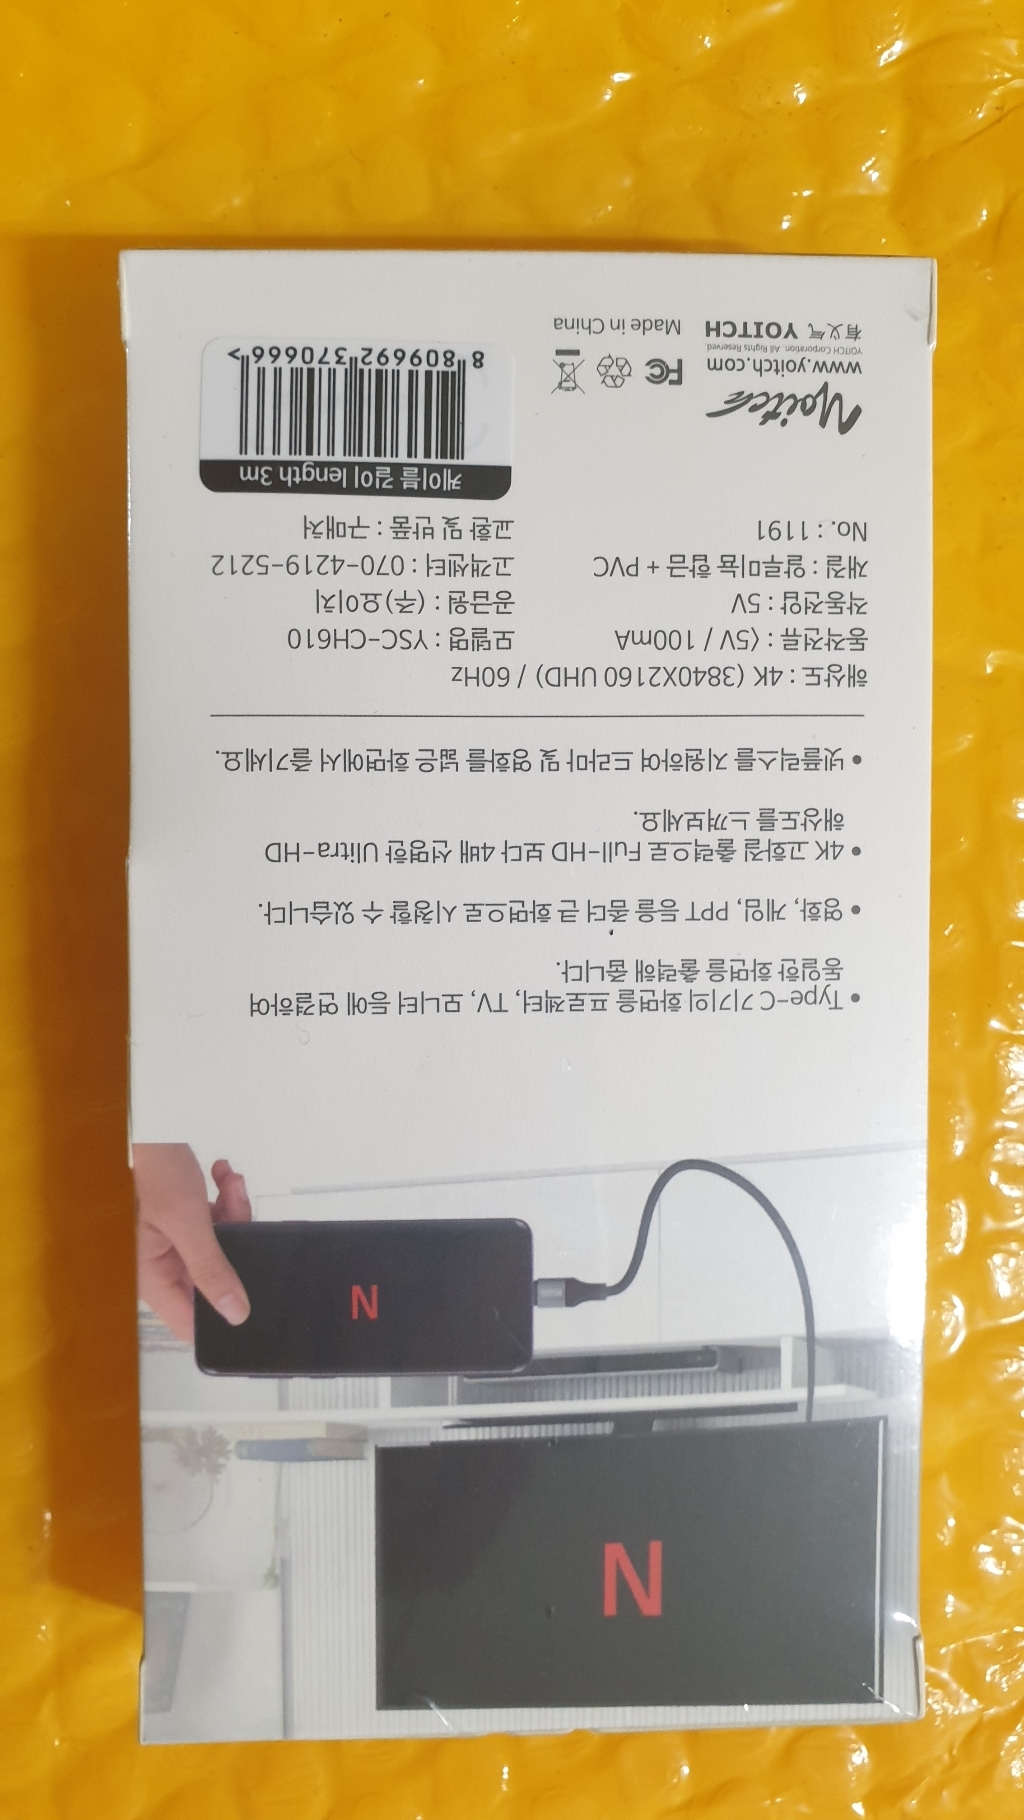 N
N
• Type-C기기의 화면을 프로젝터, TV, 모니터 등에 연결하여
동일한 화면을 출력해 줍니다.
• 영화, 게임, PPT 등을 좀더 큰 화면으로 시청할 수 있습니다.
• 4K 고화질 출력으로 Full-HD 보다 4배 선명한 Ulitra-HD
해상도를 느껴보세요.
• 넷플릭스를 지원하여 드라마 및 영화를 넓은 화면에서 즐기세요.
해상도 : 4K (3840X2160 UHD) / 60Hz
동작전류 : <5V / 100mA
작동전압 : 5V
재질 : 알루미늄 합금 + PVC
No. : 1191
모델명 : YSC-CH610
공급원 : (주)요이치
고객센터 : 070-4219-5212
교환 및 반품 : 구매처
Yoitch
www.yoitch.com
YOITCH Corporation. All Rights Reserved.
有义气 YOITCH
FC
Made in China
케이블 길이 length 3m
8 809692 370666 >